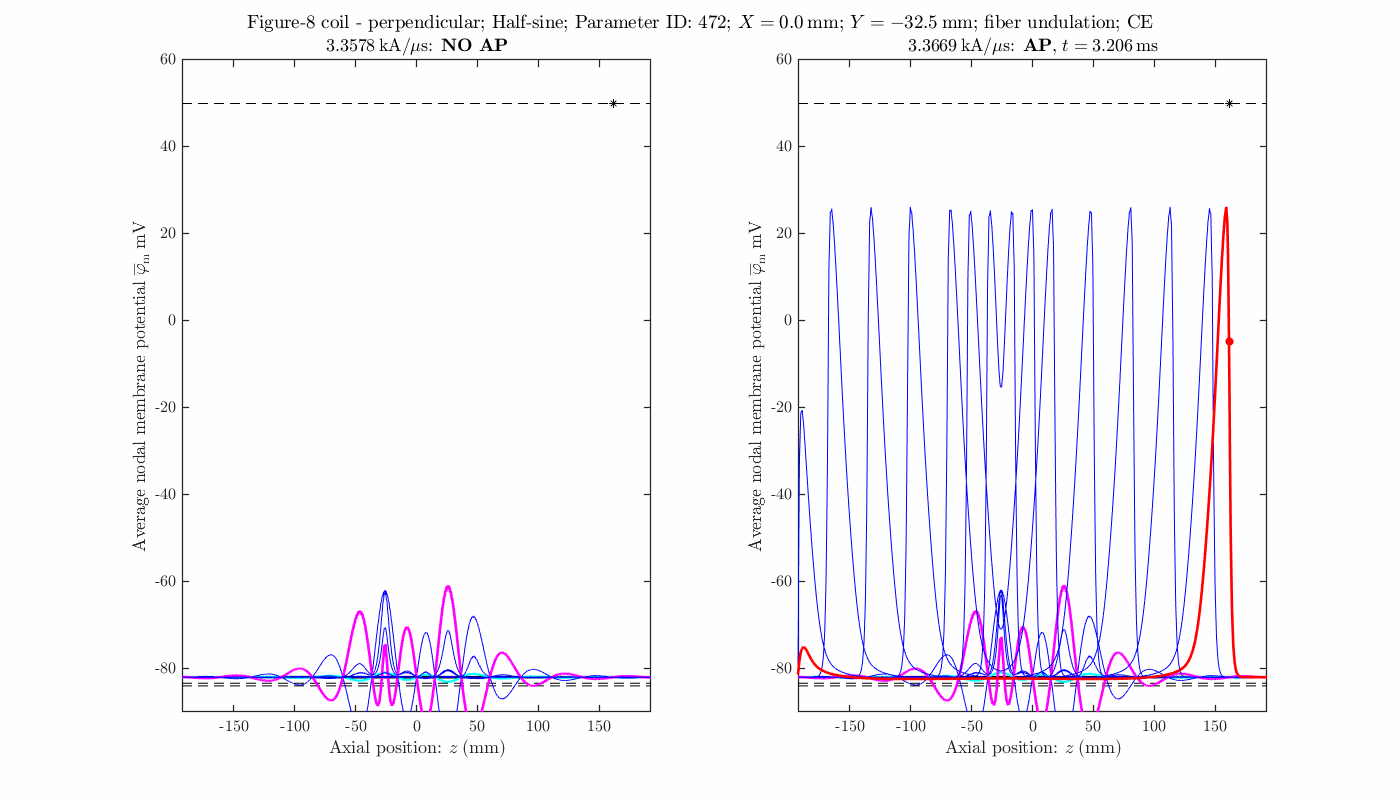 Figure-8 coil - perpendicular; Half-sine; Parameter ID: 472; X = 0.0 mm; Y = −32.5 mm; fiber undulation; CE
3.3578 kA/μs: NO AP
60
40
20
0
-20
-40
-60
-80
-150 -100 -50 0 50 100 150
Axial position: z (mm)
Average nodal membrane potential φ̅m mV
3.3669 kA/μs: AP, t = 3.206 ms
60
40
20
0
-20
-40
-60
-80
-150 -100 -50 0 50 100 150
Axial position: z (mm)
Average nodal membrane potential φ̅m mV